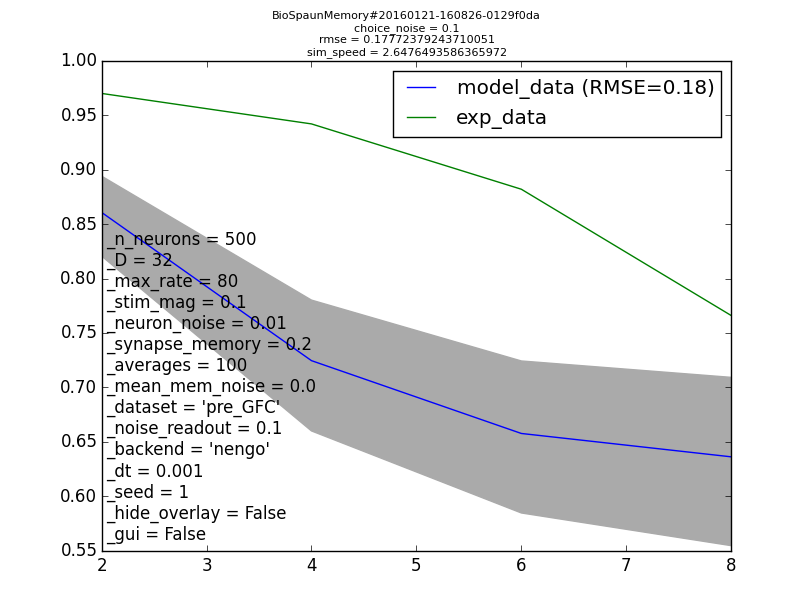 BioSpaunMemory#20160121-160826-0129f0da
choice_noise = 0.1
rmse = 0.17772379243710051
sim_speed = 2.6476493586365972
1.00
0.95
0.90
0.85
0.80
0.75
0.70
0.65
0.60
0.55
model_data (RMSE=0.18)
exp_data
_n_neurons = 500
_D = 32
_max_rate = 80
_stim_mag = 0.1
_neuron_noise = 0.01
_synapse_memory = 0.2
_averages = 100
_mean_mem_noise = 0.0
_dataset = 'pre_GFC'
_noise_readout = 0.1
_backend = 'nengo'
_dt = 0.001
_seed = 1
_hide_overlay = False
_gui = False
2 3 4 5 6 7 8